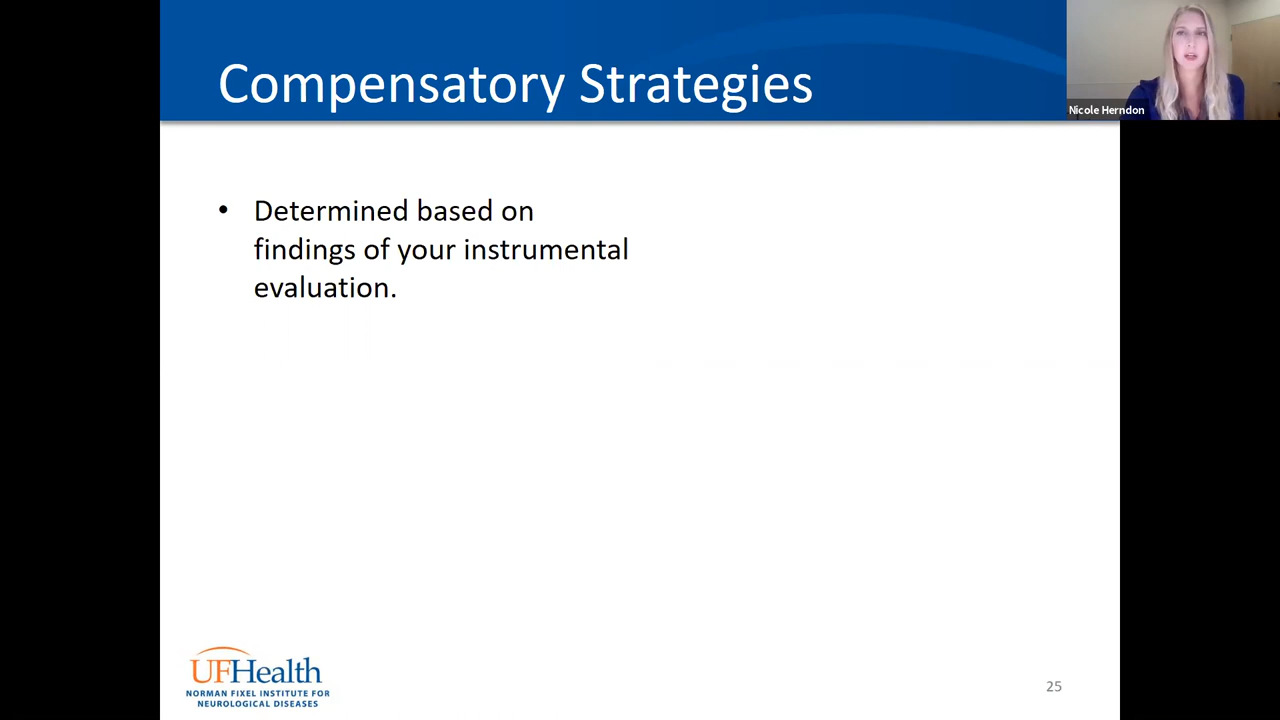 Compensatory Strategies
Nicole Herndon
• Determined based on
findings of your instrumental
evaluation.
UFHealth
NORMAN FIXEL INSTITUTE FOR
NEUROLOGICAL DISEASES
25